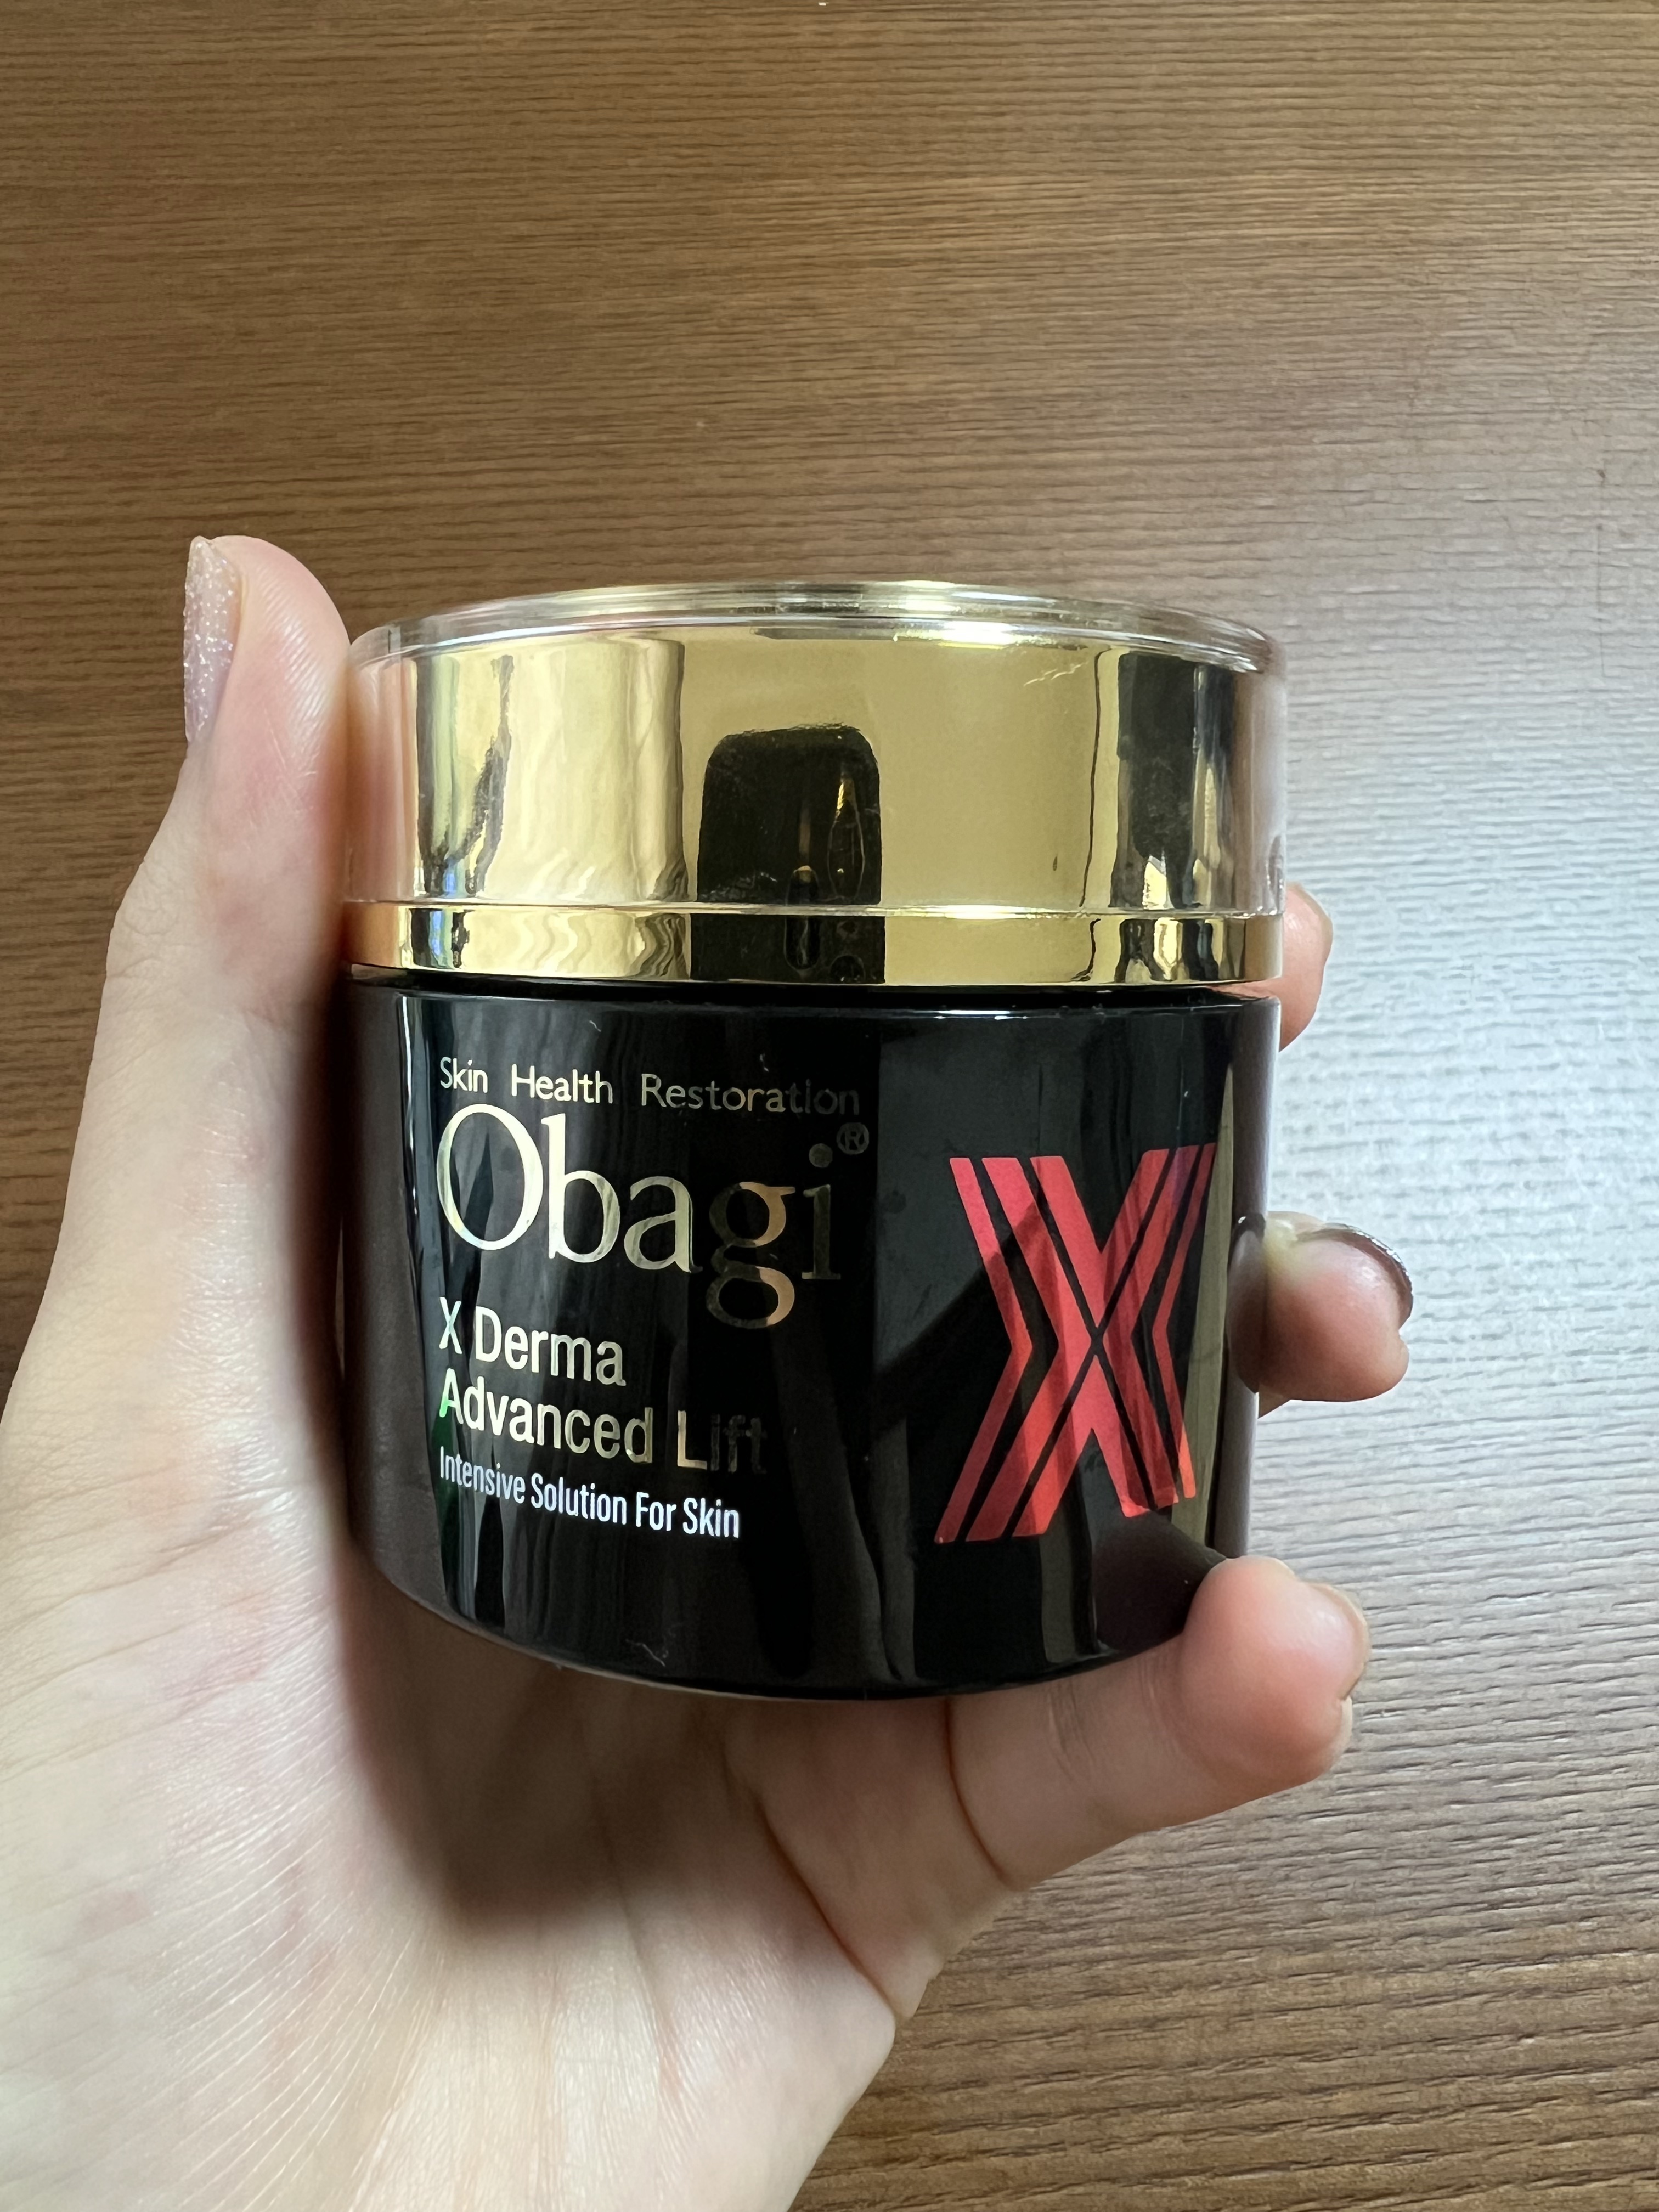 Skin Health Restoration
Obagi®
X Derma
Advanced Lift
Intensive Solution For Skin
X